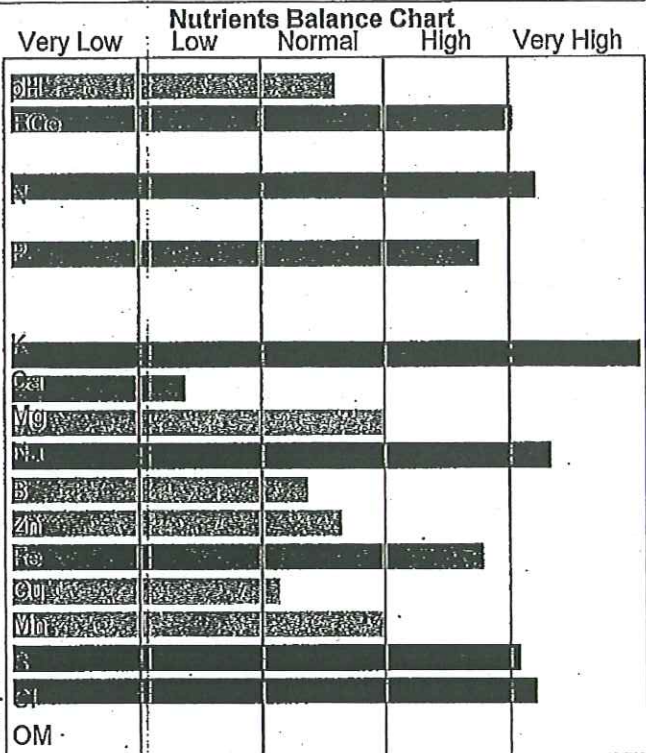 Nutrients Balance Chart
Very Low Low Normal High Very High
pH
ECe
N
P
K
Ca
Mg
Na
B
Zn
Fe
Cu
Mn
S
Cl
OM